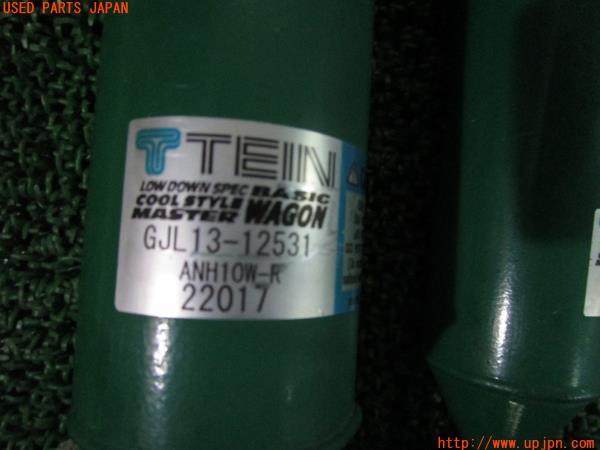 USED PARTS JAPAN
TEIN
LOW DOWN SPEC BASIC
COOL STYLE
MASTER WAGON
GJL13-12531
ANH10W-R
22017
http://www.upjpn.com